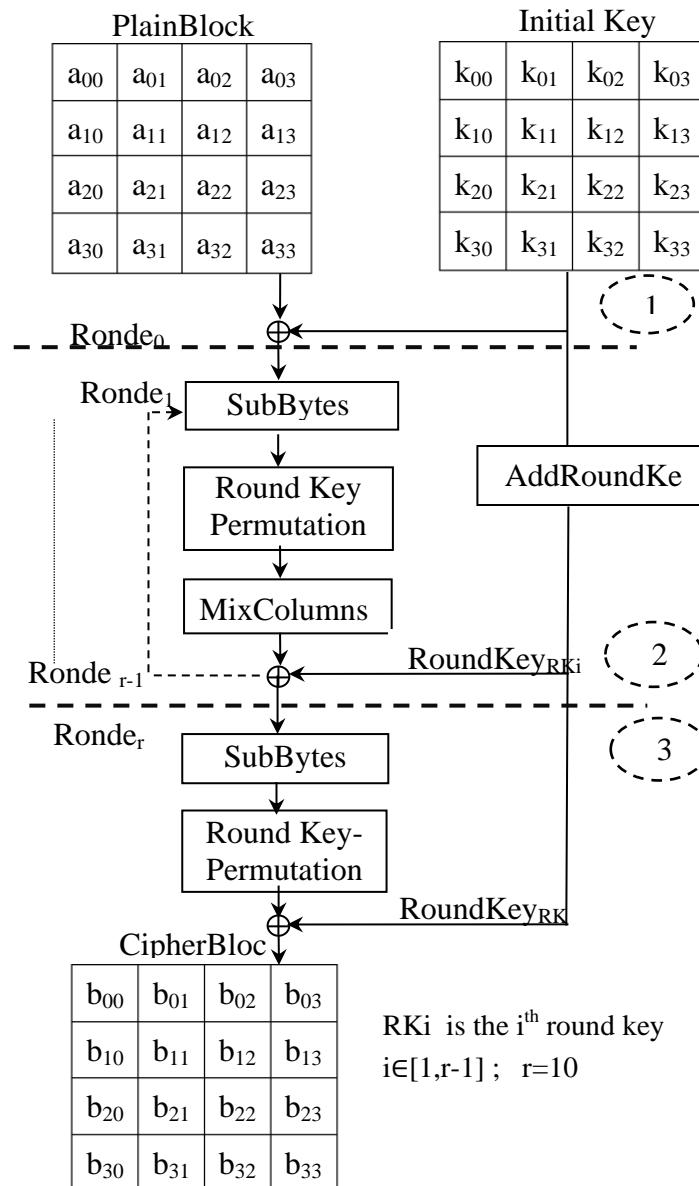 PlainBlock
Initial Key
a00 a01 a02 a03
a10 a11 a12 a13
a20 a21 a22 a23
a30 a31 a32 a33
k00 k01 k02 k03
k10 k11 k12 k13
k20 k21 k22 k23
k30 k31 k32 k33
1
Ronde0
Ronde1
SubBytes
Round Key
Permutation
AddRoundKe
MixColumns
RoundKeyRKi
2
Ronde r-1
Ronder
3
SubBytes
Round Key-
Permutation
RoundKeyRK
CipherBloc
b00 b01 b02 b03
b10 b11 b12 b13
b20 b21 b22 b23
b30 b31 b32 b33
RKi is the ith round key
i∈[1,r-1] ; r=10